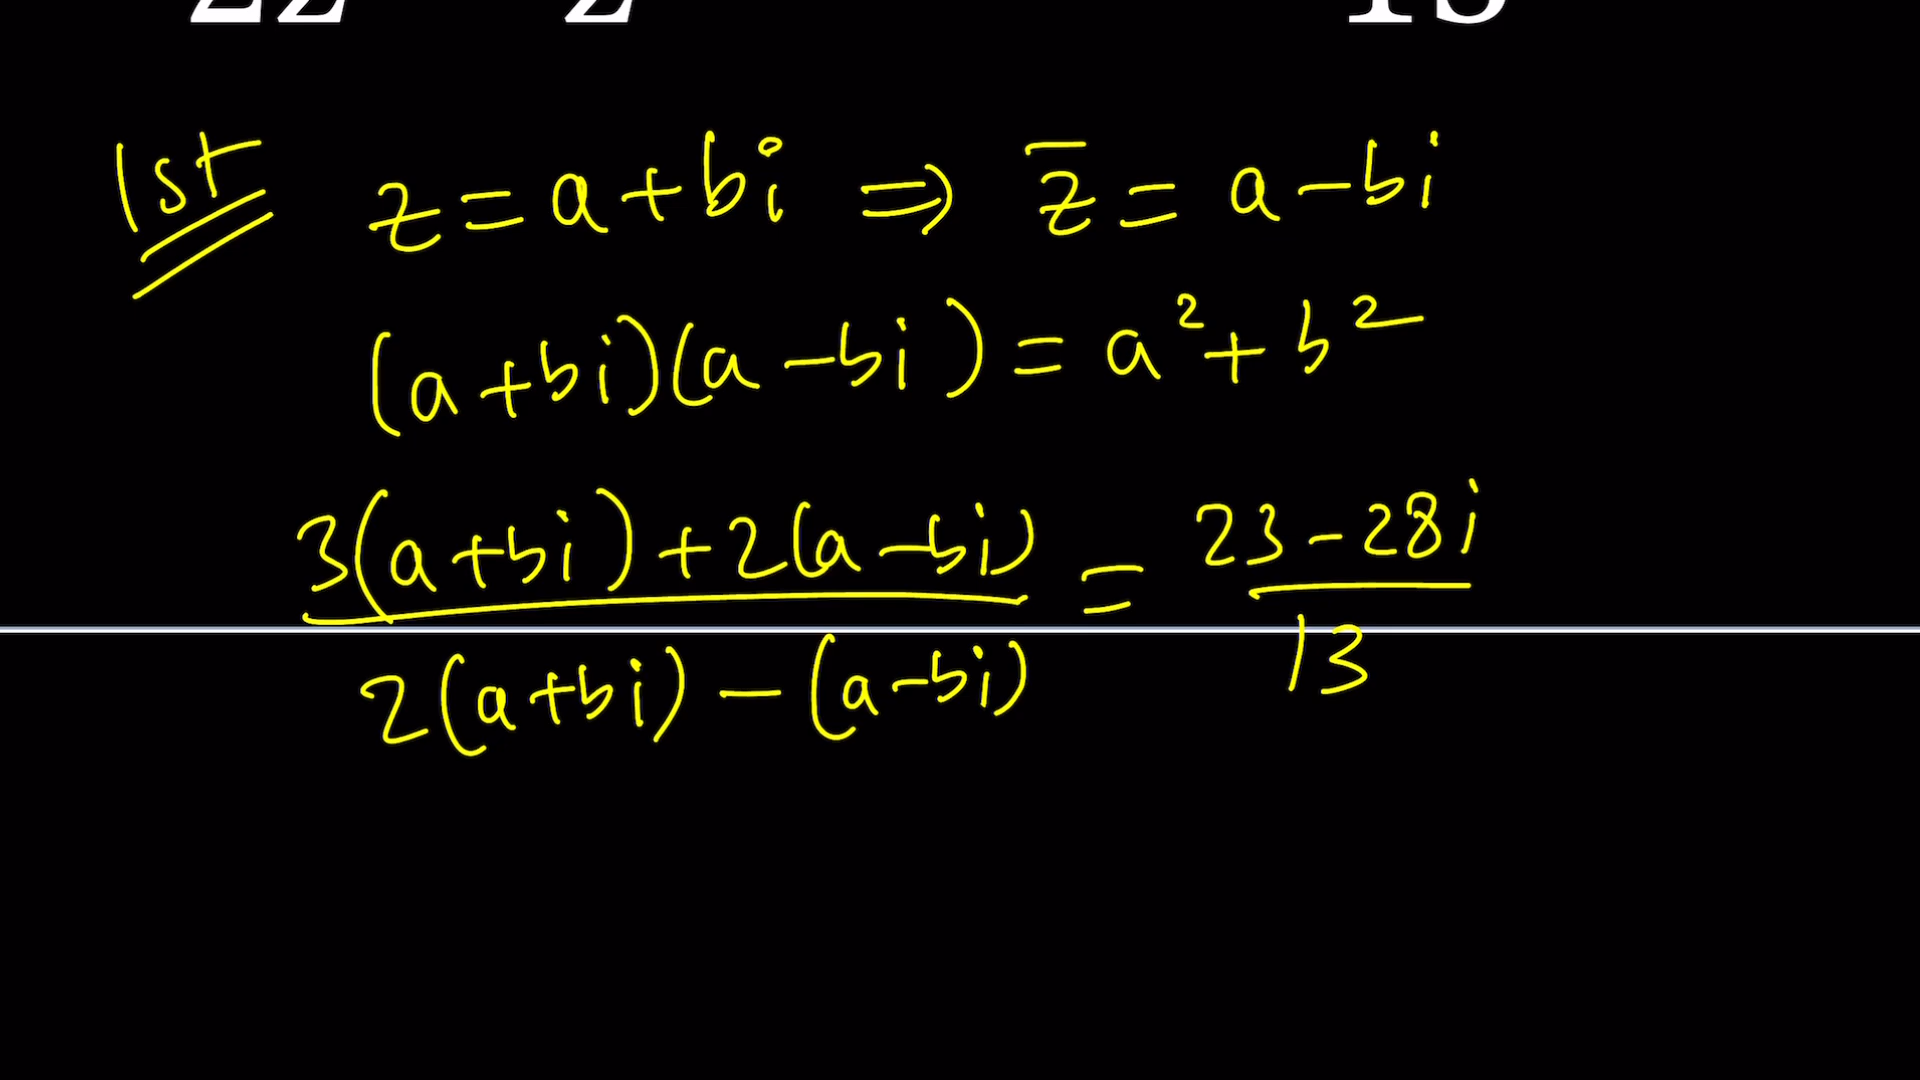 1st z = a + bi ⇒ z̅ = a - bi
(a + bi)(a - bi) = a² + b²
3(a + bi) + 2(a - bi) = 23 - 28i
2(a + bi) - (a - bi) 13